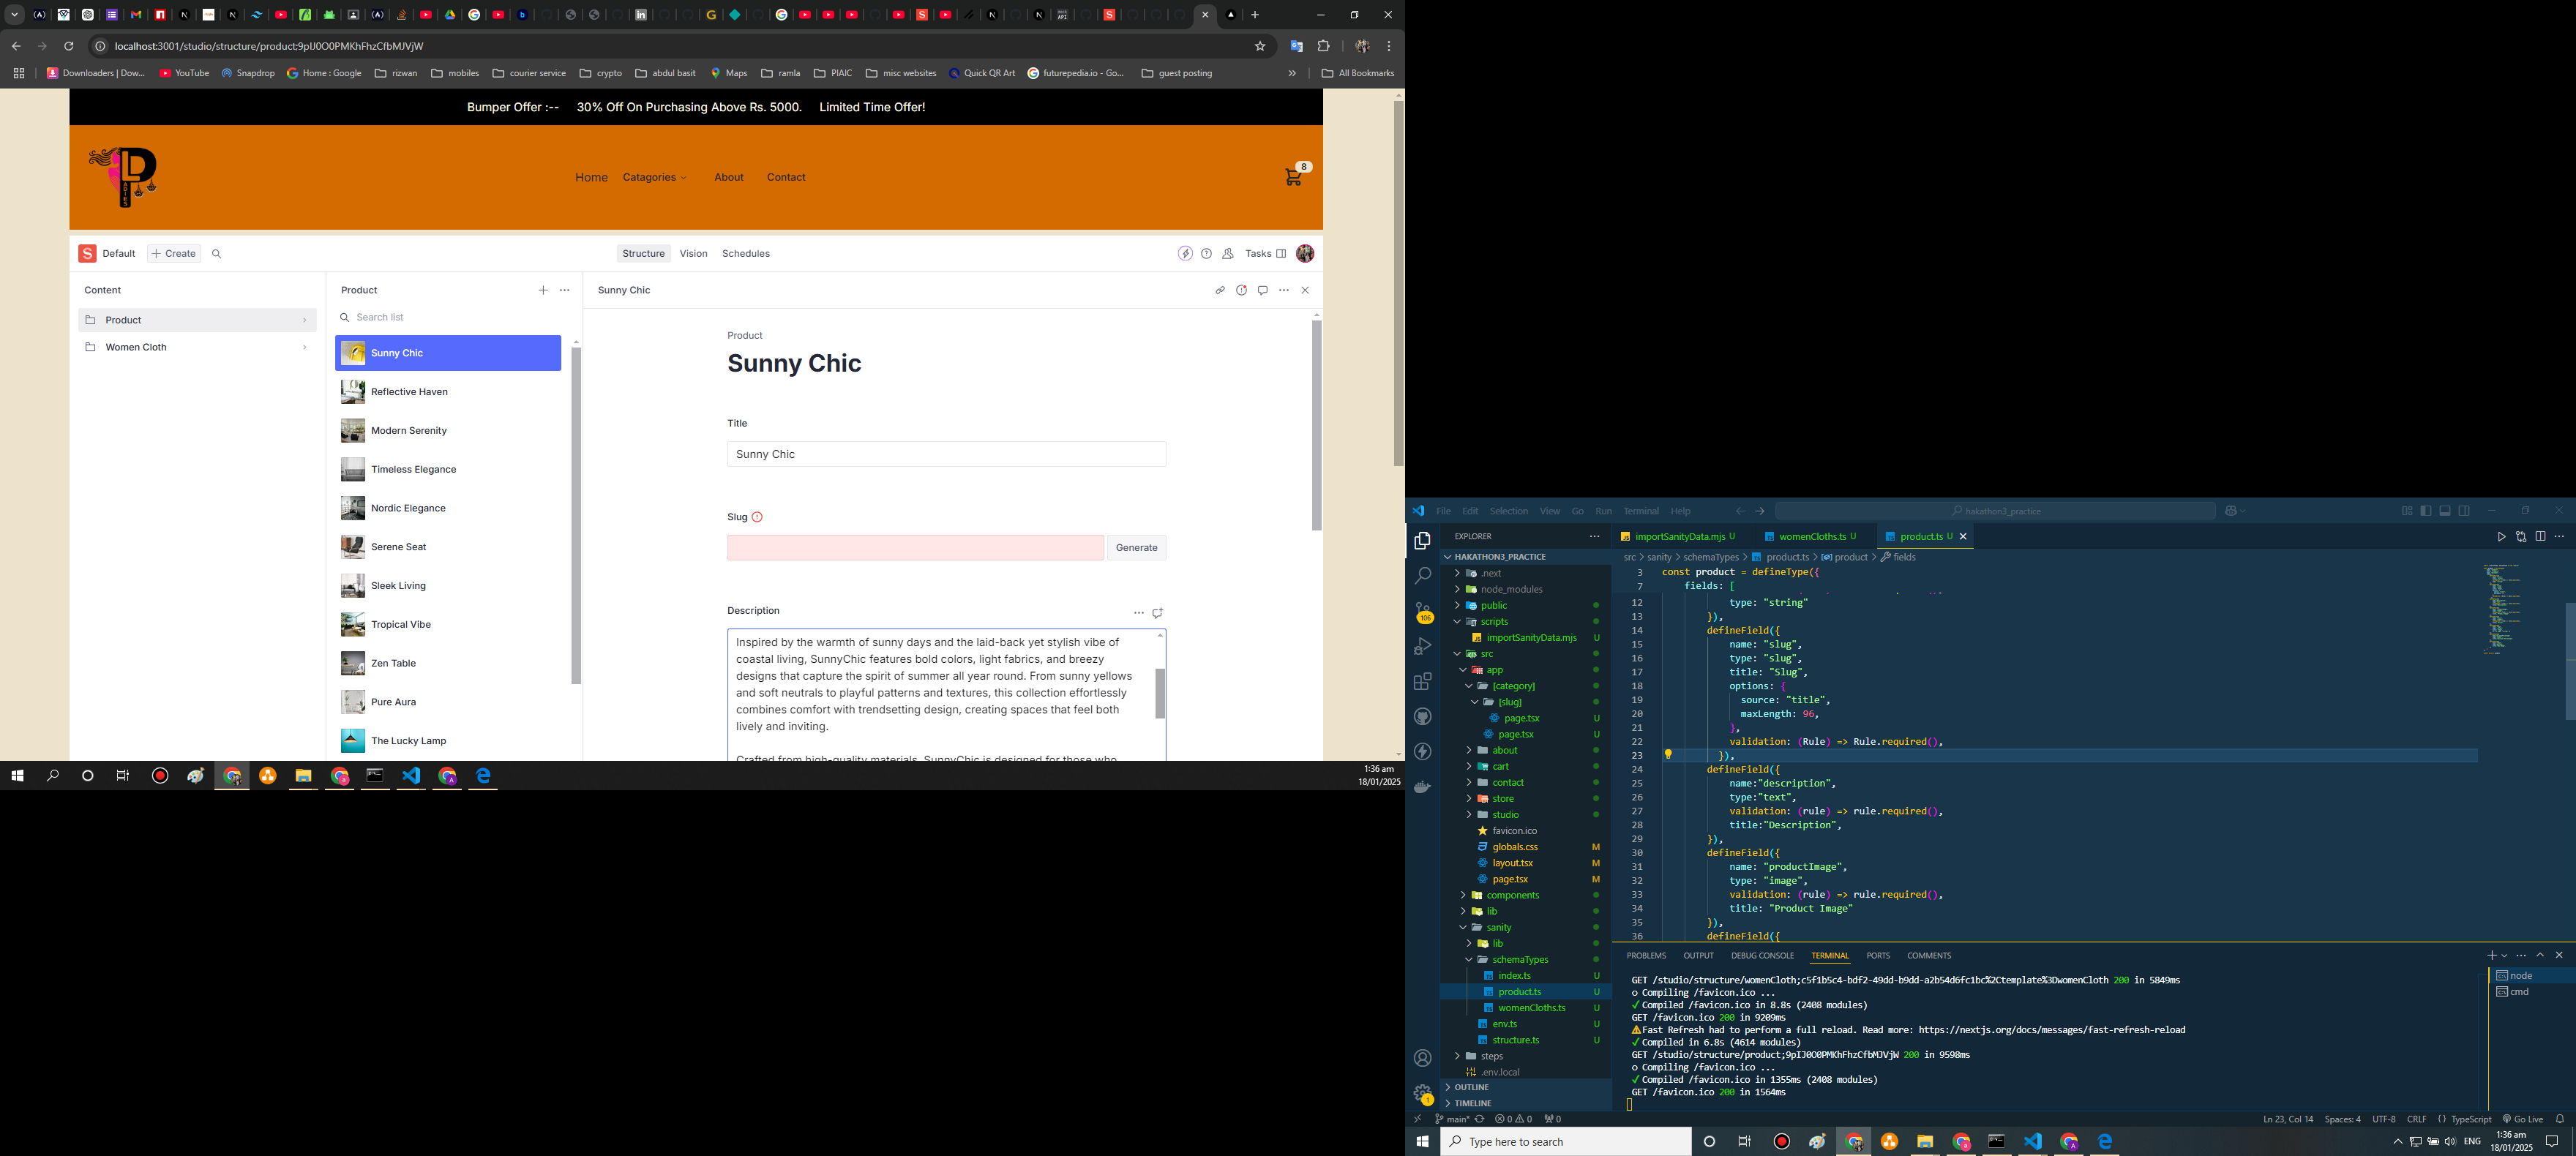 localhost:3001/studio/structure/product;9pIJ0O0PMKhFhzCfbMJVjW
Downloaders | Dow...
YouTube
Snapdrop
Home : Google
rizwan
mobiles
courier service
crypto
abdul basit
Maps
ramla
PIAIC
misc websites
Quick QR Art
futurepedia.io - Go...
guest posting
All Bookmarks
Bumper Offer :-- 30% Off On Purchasing Above Rs. 5000. Limited Time Offer!
Home Catagories About Contact
8
Default
Create
Structure Vision Schedules
Tasks
Content
Product
Women Cloth
Product
Search list
Sunny Chic
Reflective Haven
Modern Serenity
Timeless Elegance
Nordic Elegance
Serene Seat
Sleek Living
Tropical Vibe
Zen Table
Pure Aura
The Lucky Lamp
Sunny Chic
Product
Sunny Chic
Title
Sunny Chic
Slug
Generate
Description
Inspired by the warmth of sunny days and the laid-back yet stylish vibe of
coastal living, SunnyChic features bold colors, light fabrics, and breezy
designs that capture the spirit of summer all year round. From sunny yellows
and soft neutrals to playful patterns and textures, this collection effortlessly
combines comfort with trendsetting design, creating spaces that feel both
lively and inviting.
Crafted from high-quality materials, SunnyChic is designed for those who
1:36 am
18/01/2025
File Edit Selection View Go Run Terminal Help
hakathon3_practice
EXPLORER
HAKATHON3_PRACTICE
.next
node_modules
public
scripts
importSanityData.mjs U
src
app
[category]
[slug]
page.tsx U
page.tsx U
about
cart
contact
store
studio
favicon.ico
globals.css M
layout.tsx M
page.tsx M
components
lib
sanity
lib
schemaTypes
index.ts U
product.ts U
womenCloths.ts U
env.ts U
structure.ts U
steps
.env.local
OUTLINE
TIMELINE
106
1
importSanityData.mjs U
womenCloths.ts U
product.ts U
src > sanity > schemaTypes > product.ts > product > fields
3 const product = defineType({
7 fields: [
12 type: "string"
13 }),
14 defineField({
15 name: "slug",
16 type: "slug",
17 title: "Slug",
18 options: {
19 source: "title",
20 maxLength: 96,
21 },
22 validation: (Rule) => Rule.required(),
23 }),
24 defineField({
25 name:"description",
26 type:"text",
27 validation: (rule) => rule.required(),
28 title:"Description",
29 }),
30 defineField({
31 name: "productImage",
32 type: "image",
33 validation: (rule) => rule.required(),
34 title: "Product Image"
35 }),
36 defineField({
PROBLEMS OUTPUT DEBUG CONSOLE TERMINAL PORTS COMMENTS
GET /studio/structure/womenCloth;c5f1b5c4-bdf2-49dd-b9dd-a2b54d6fc1bc%2Ctemplate%3DwomenCloth 200 in 5849ms
○ Compiling /favicon.ico ...
✓ Compiled /favicon.ico in 8.8s (2408 modules)
GET /favicon.ico 200 in 9209ms
⚠ Fast Refresh had to perform a full reload. Read more: https://nextjs.org/docs/messages/fast-refresh-reload
✓ Compiled in 6.8s (4614 modules)
GET /studio/structure/product;9pIJ0O0PMKhFhzCfbMJVjW 200 in 9598ms
○ Compiling /favicon.ico ...
✓ Compiled /favicon.ico in 1355ms (2408 modules)
GET /favicon.ico 200 in 1564ms
node
cmd
main* 0 0 0
Ln 23, Col 14 Spaces: 4 UTF-8 CRLF {} TypeScript Go Live
Type here to search
ENG
1:36 am
18/01/2025